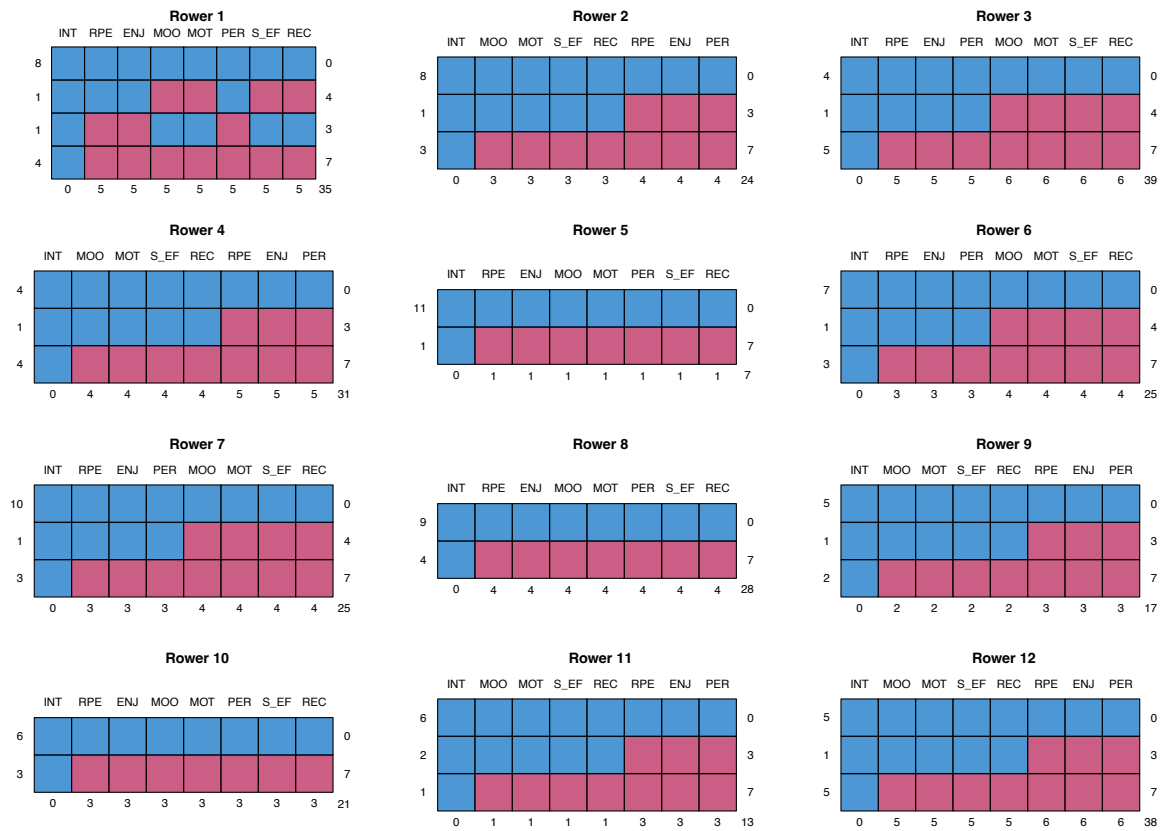 Rower 1
INT RPE ENJ MOO MOT PER S_EF REC
8 0
1 4
1 3
4 7
0 5 5 5 5 5 5 5 35
Rower 2
INT MOO MOT S_EF REC RPE ENJ PER
8 0
1 3
3 7
0 3 3 3 3 4 4 4 24
Rower 3
INT RPE ENJ PER MOO MOT S_EF REC
4 0
1 4
5 7
0 5 5 5 6 6 6 6 39
Rower 4
INT MOO MOT S_EF REC RPE ENJ PER
4 0
1 3
4 7
0 4 4 4 4 5 5 5 31
Rower 5
INT RPE ENJ MOO MOT PER S_EF REC
11 0
1 7
0 1 1 1 1 1 1 1 7
Rower 6
INT RPE ENJ PER MOO MOT S_EF REC
7 0
1 4
3 7
0 3 3 3 4 4 4 4 25
Rower 7
INT RPE ENJ PER MOO MOT S_EF REC
10 0
1 4
3 7
0 3 3 3 4 4 4 4 25
Rower 8
INT RPE ENJ MOO MOT PER S_EF REC
9 0
4 7
0 4 4 4 4 4 4 4 28
Rower 9
INT MOO MOT S_EF REC RPE ENJ PER
5 0
1 3
2 7
0 2 2 2 2 3 3 3 17
Rower 10
INT RPE ENJ MOO MOT PER S_EF REC
6 0
3 7
0 3 3 3 3 3 3 3 21
Rower 11
INT MOO MOT S_EF REC RPE ENJ PER
6 0
2 3
1 7
0 1 1 1 1 3 3 3 13
Rower 12
INT MOO MOT S_EF REC RPE ENJ PER
5 0
1 3
5 7
0 5 5 5 5 6 6 6 38